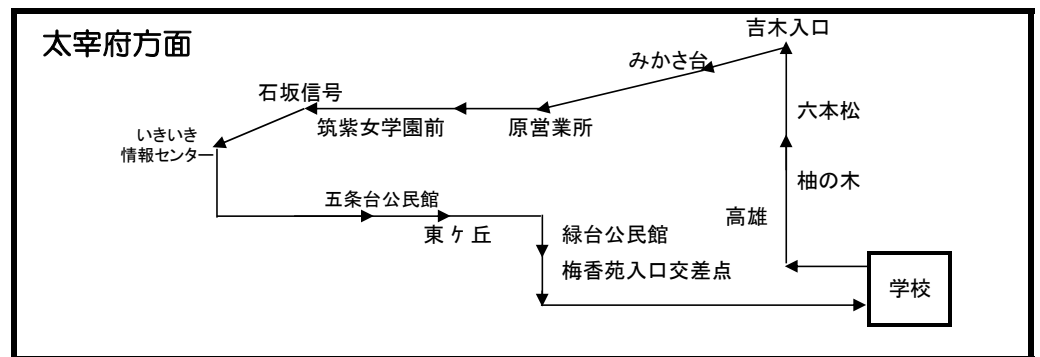 太宰府方面
吉木入口
みかさ台
石坂信号
六本松
筑紫女学園前
原営業所
いきいき
情報センター
柚の木
五条台公民館
高雄
東ケ丘
緑台公民館
梅香苑入口交差点
学校